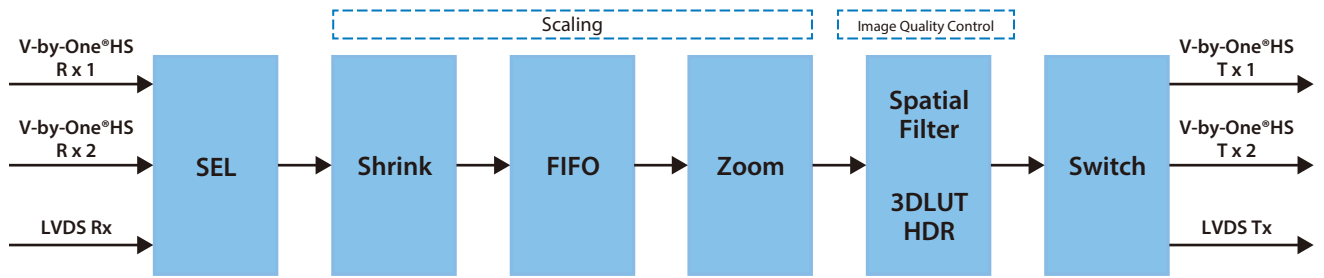 Scaling
Image Quality Control
V-by-One®HS
R x 1
V-by-One®HS
R x 2
LVDS Rx
SEL
Shrink
FIFO
Zoom
Spatial
Filter
3DLUT
HDR
Switch
V-by-One®HS
T x 1
V-by-One®HS
T x 2
LVDS Tx